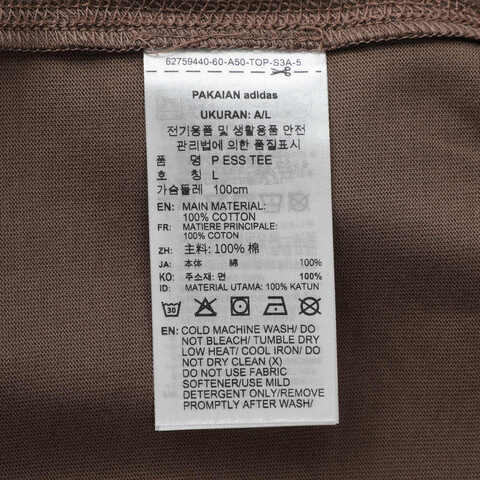 62759440-60-A50-TOP-S3A-5
PAKAIAN adidas
UKURAN: A/L
전기용품 및 생활용품 안전
관리법에 의한 품질표시
품 명 P ESS TEE
호 칭 L
가슴둘레 100cm
EN: MAIN MATERIAL:
100% COTTON
FR: MATIERE PRINCIPALE:
100% COTON
ZH: 主料: 100% 棉
JA: 本体 綿 100%
KO: 주소재: 면 100%
ID: MATERIAL UTAMA: 100% KATUN
30
EN: COLD MACHINE WASH/ DO
NOT BLEACH/ TUMBLE DRY
LOW HEAT/ COOL IRON/ DO
NOT DRY CLEAN (X)
DO NOT USE FABRIC
SOFTENER/USE MILD
DETERGENT ONLY/REMOVE
PROMPTLY AFTER WASH/